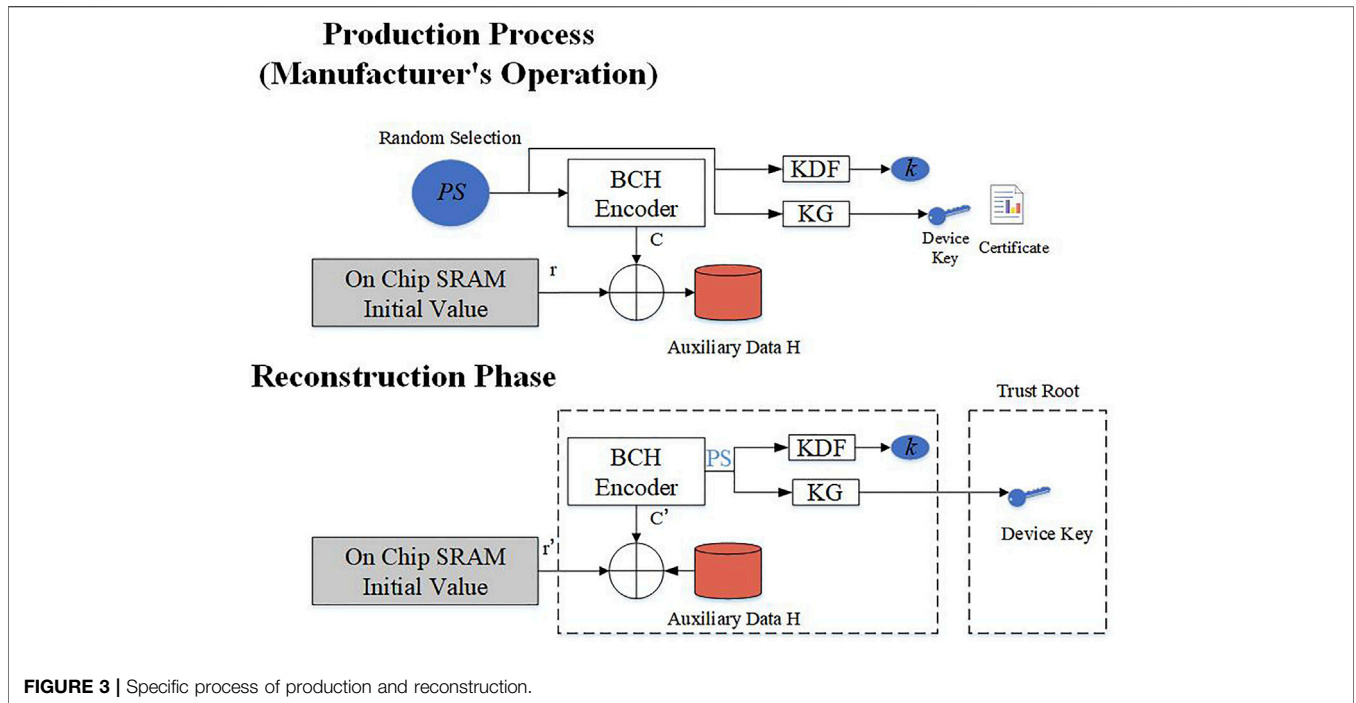 Production Process
(Manufacturer's Operation)
Random Selection
PS
BCH
Encoder
KDF
k
KG
Device
Key
Certificate
C
r
On Chip SRAM
Initial Value
Auxiliary Data H
Reconstruction Phase
Trust Root
BCH
Encoder
PS
KDF
k
KG
Device Key
C’
r’
On Chip SRAM
Initial Value
Auxiliary Data H
FIGURE 3 | Specific process of production and reconstruction.